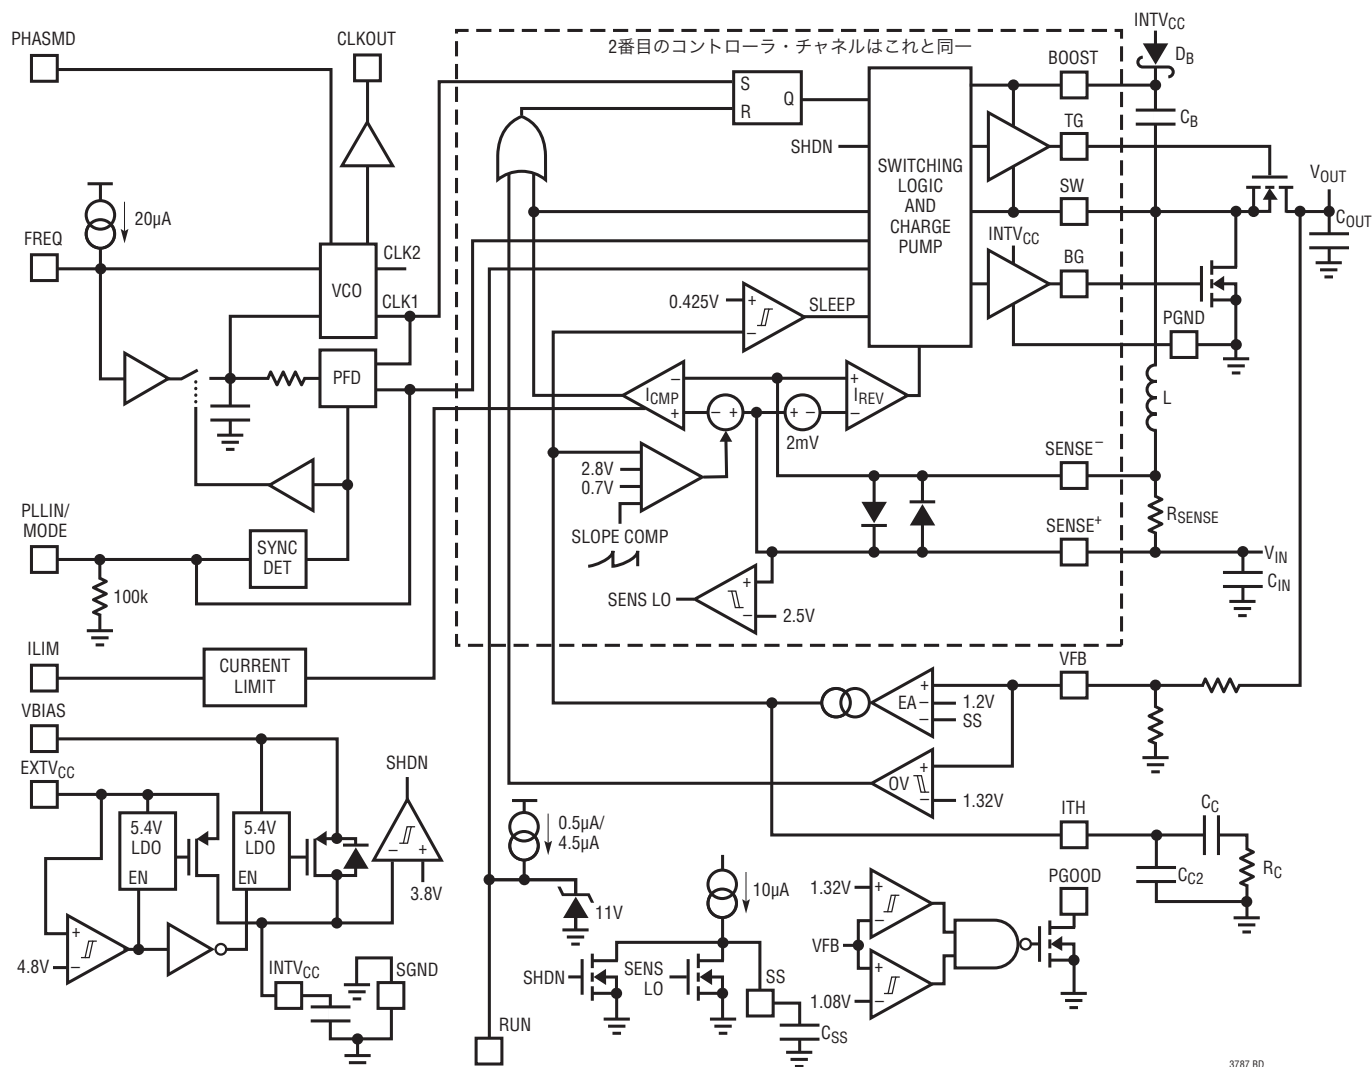 PHASMD
CLKOUT
2番目のコントローラ・チャネルはこれと同一
INTVCC
DB
BOOST
CB
S
R
Q
SHDN
TG
SWITCHING
LOGIC
AND
CHARGE
PUMP
VOUT
SW
COUT
20µA
FREQ
CLK2
VCO
CLK1
INTVCC
BG
0.425V
+
−
SLEEP
PGND
PFD
ICMP
−
+
− +
+ −
2mV
+
−
IREV
L
2.8V
0.7V
SLOPE COMP
SENSE−
RSENSE
SENSE+
VIN
CIN
PLLIN/
MODE
SYNC
DET
100k
SENS LO
+
−
2.5V
ILIM
CURRENT
LIMIT
VFB
EA
+
−
−
1.2V
SS
VBIAS
EXTVCC
SHDN
OV
+
−
1.32V
5.4V
LDO
EN
5.4V
LDO
EN
−
+
3.8V
0.5µA/
4.5µA
ITH
CC
CC2
RC
11V
10µA
1.32V
+
−
VFB
+
−
1.08V
PGOOD
+
−
4.8V
INTVCC
SGND
SHDN
SENS
LO
SS
CSS
RUN
3787 BD